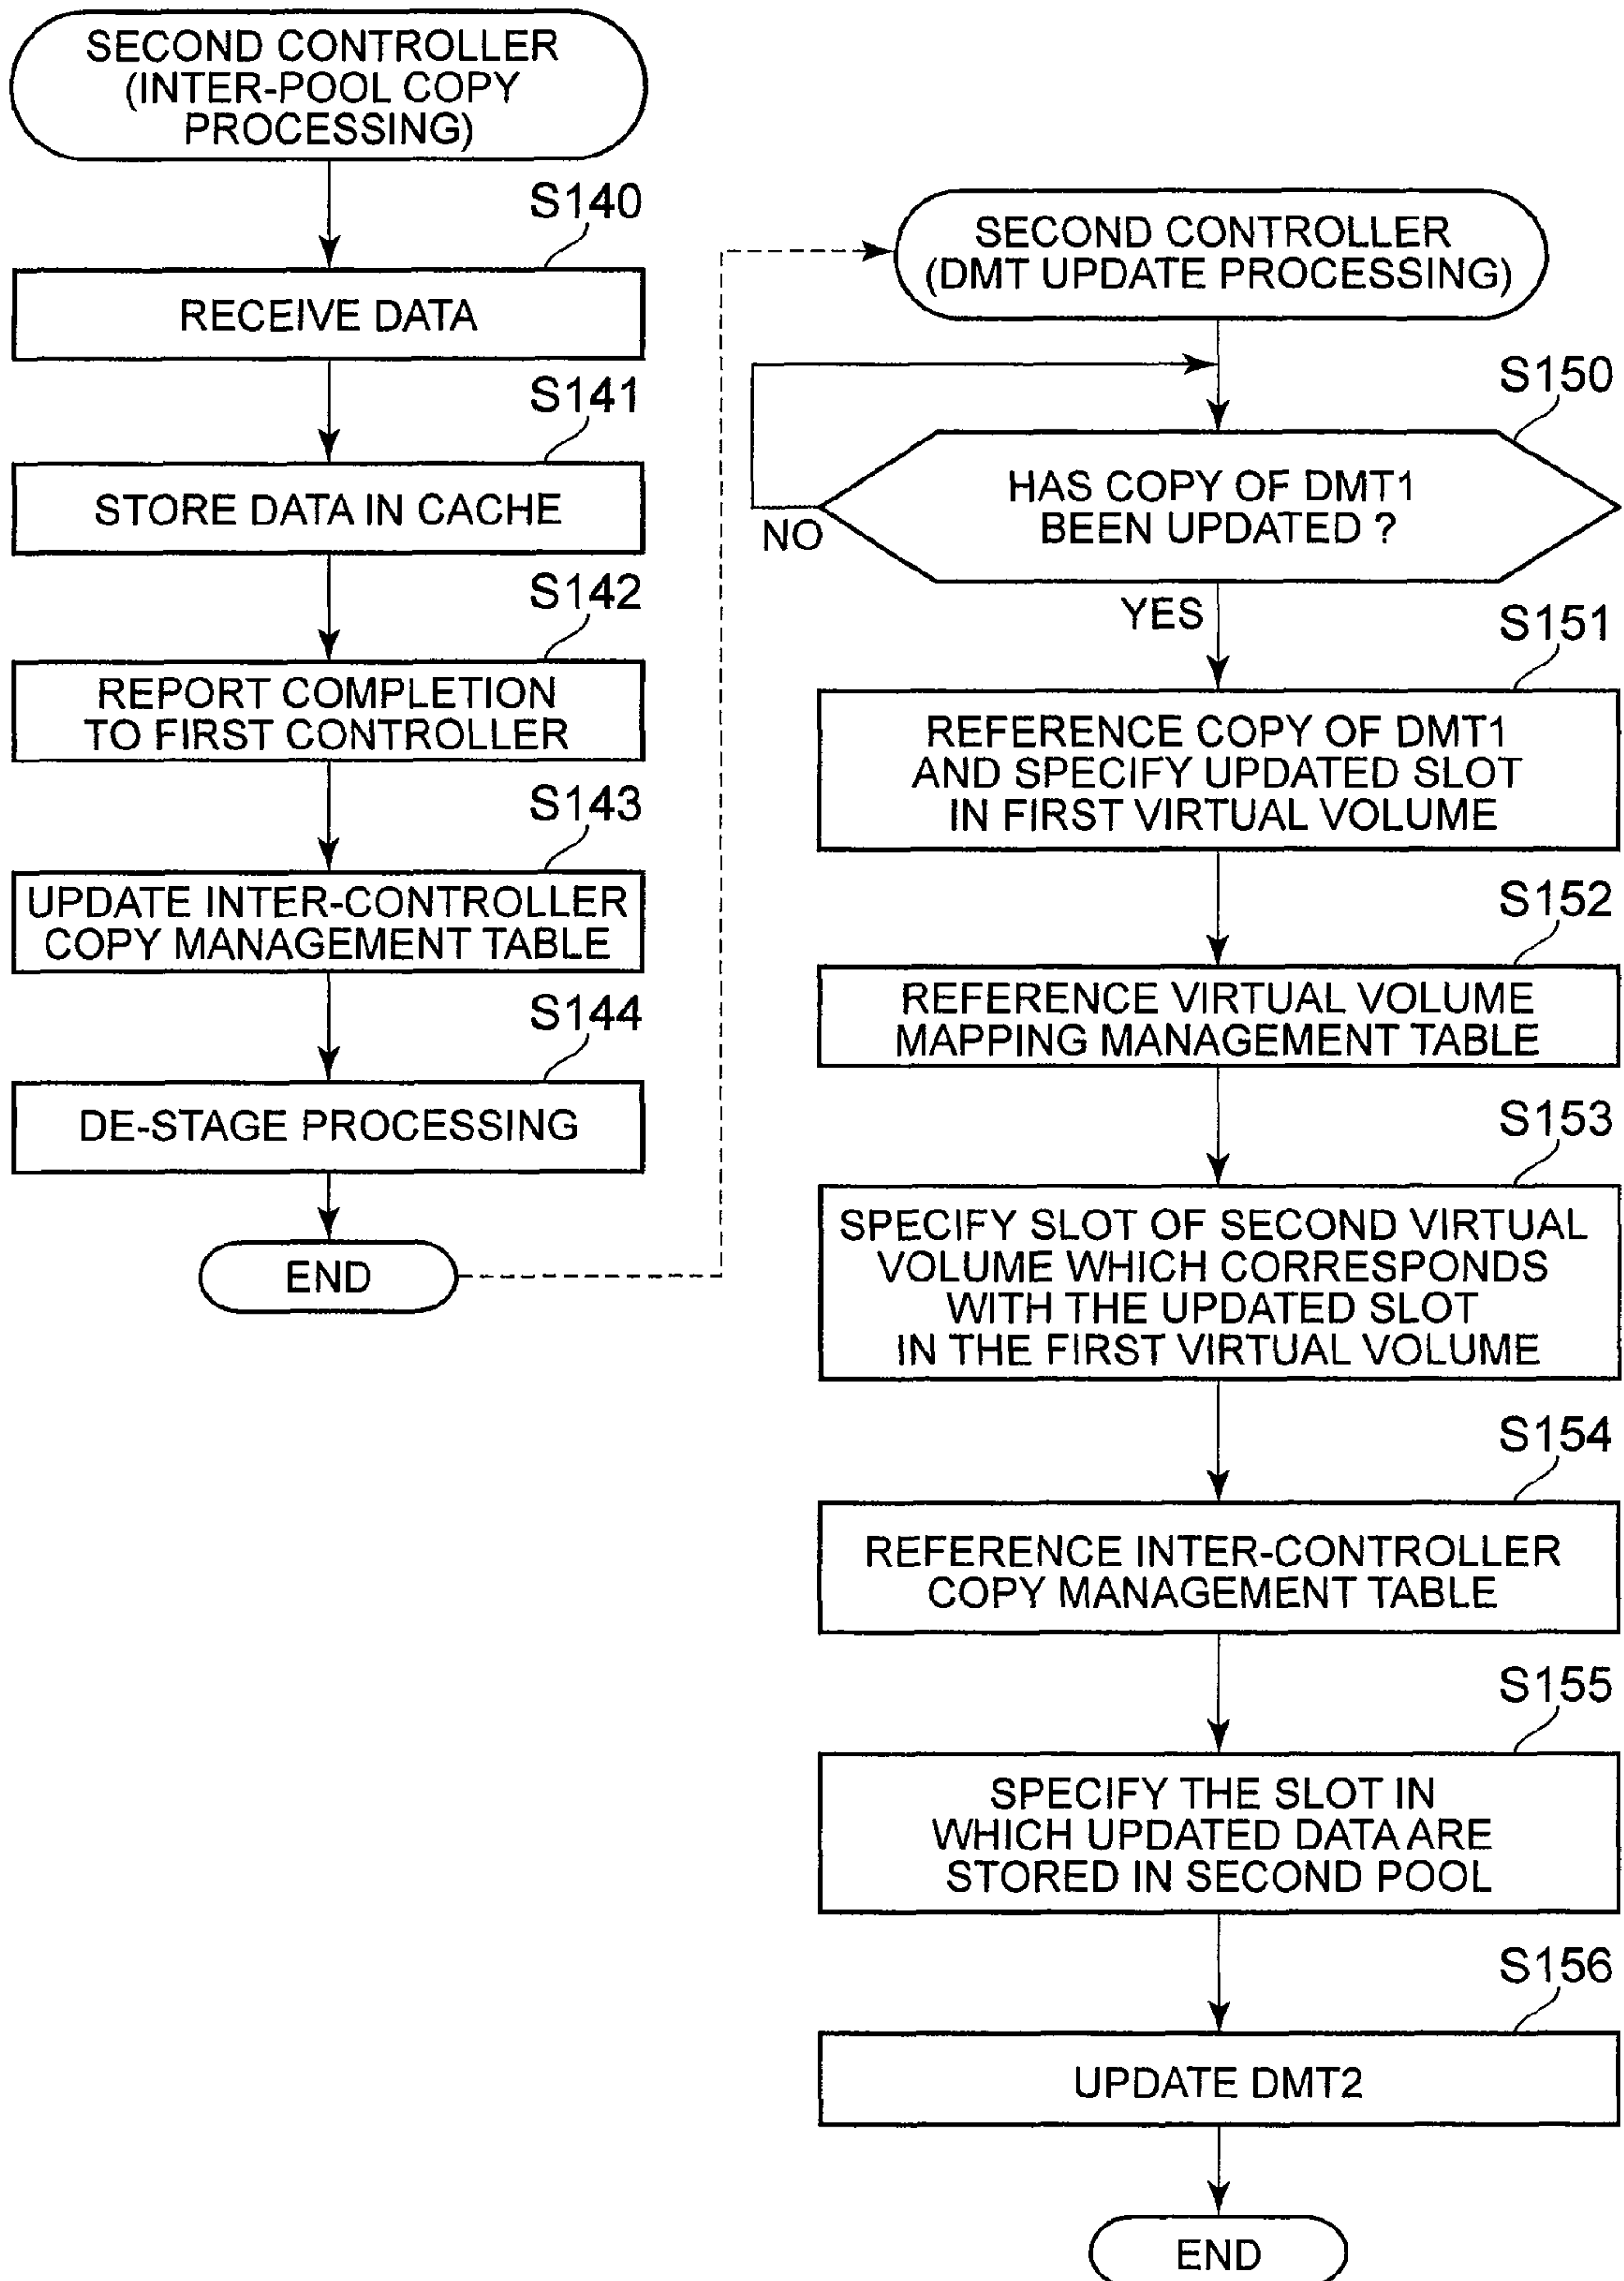 SECOND CONTROLLER
(INTER-POOL COPY
PROCESSING)
S140
RECEIVE DATA
S141
STORE DATA IN CACHE
S142
REPORT COMPLETION
TO FIRST CONTROLLER
S143
UPDATE INTER-CONTROLLER
COPY MANAGEMENT TABLE
S144
DE-STAGE PROCESSING
END
SECOND CONTROLLER
(DMT UPDATE PROCESSING)
S150
HAS COPY OF DMT1
BEEN UPDATED ?
NO
YES
S151
REFERENCE COPY OF DMT1
AND SPECIFY UPDATED SLOT
IN FIRST VIRTUAL VOLUME
S152
REFERENCE VIRTUAL VOLUME
MAPPING MANAGEMENT TABLE
S153
SPECIFY SLOT OF SECOND VIRTUAL
VOLUME WHICH CORRESPONDS
WITH THE UPDATED SLOT
IN THE FIRST VIRTUAL VOLUME
S154
REFERENCE INTER-CONTROLLER
COPY MANAGEMENT TABLE
S155
SPECIFY THE SLOT IN
WHICH UPDATED DATA ARE
STORED IN SECOND POOL
S156
UPDATE DMT2
END